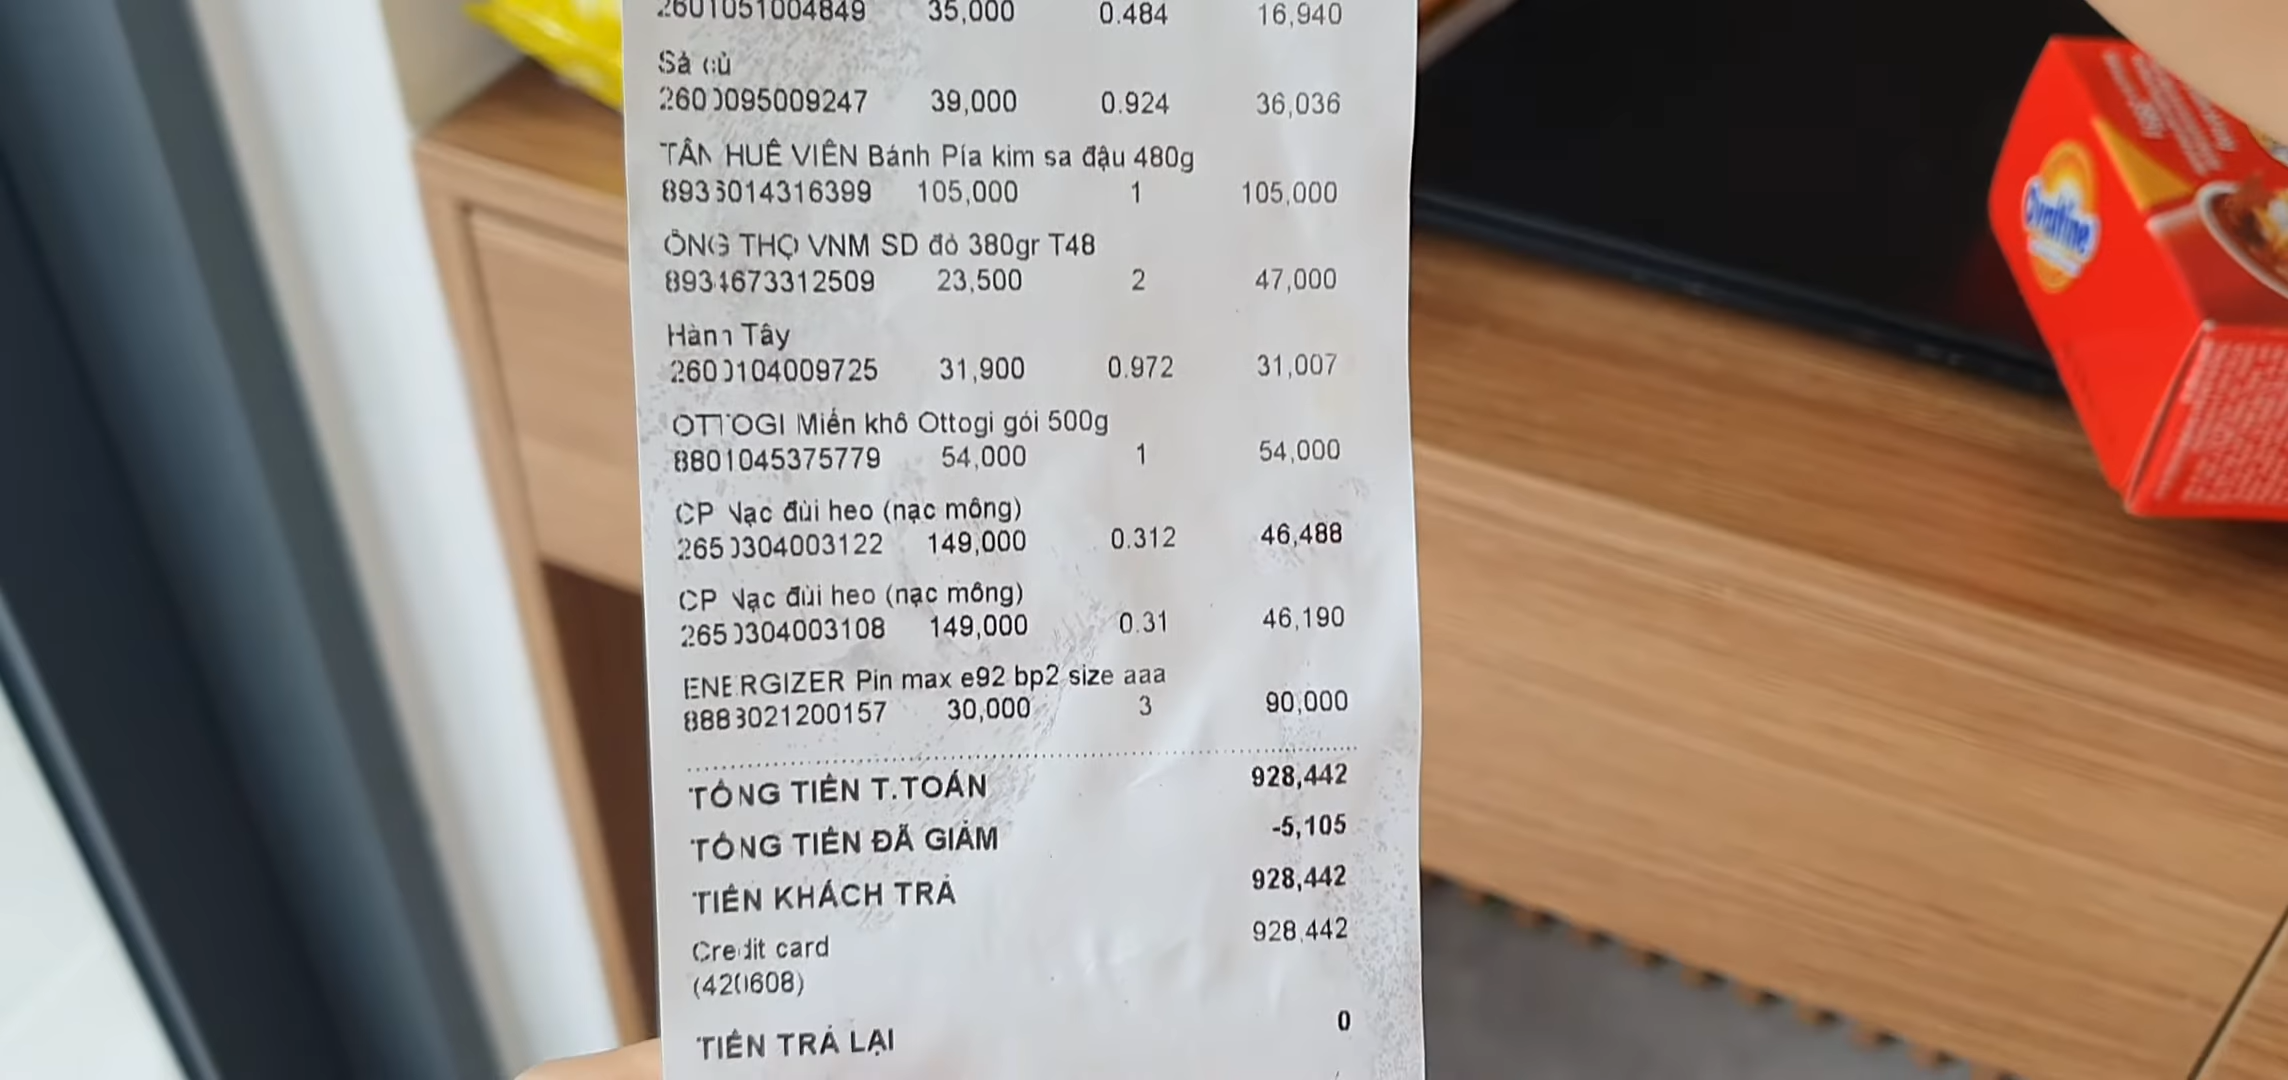 2601051004849 35,000 0.484 16,940
Sả củ
2600095009247 39,000 0.924 36,036
TÂN HUÊ VIÊN Bánh Pía kim sa đậu 480g
8936014316399 105,000 1 105,000
ÔNG THỌ VNM SD đỏ 380gr T48
8934673312509 23,500 2 47,000
Hành Tây
2600104009725 31,900 0.972 31,007
OTTOGI Miến khô Ottogi gói 500g
8801045375779 54,000 1 54,000
CP Nạc đùi heo (nạc mông)
2650304003122 149,000 0.312 46,488
CP Nạc đùi heo (nạc mông)
2650304003108 149,000 0.31 46,190
ENERGIZER Pin max e92 bp2 size aaa
8888021200157 30,000 3 90,000
TỔNG TIỀN T.TOÁN 928,442
TỔNG TIỀN ĐÃ GIẢM -5,105
TIỀN KHÁCH TRẢ 928,442
Credit card 928,442
(420608)
TIỀN TRẢ LẠI 0
Ovaltine